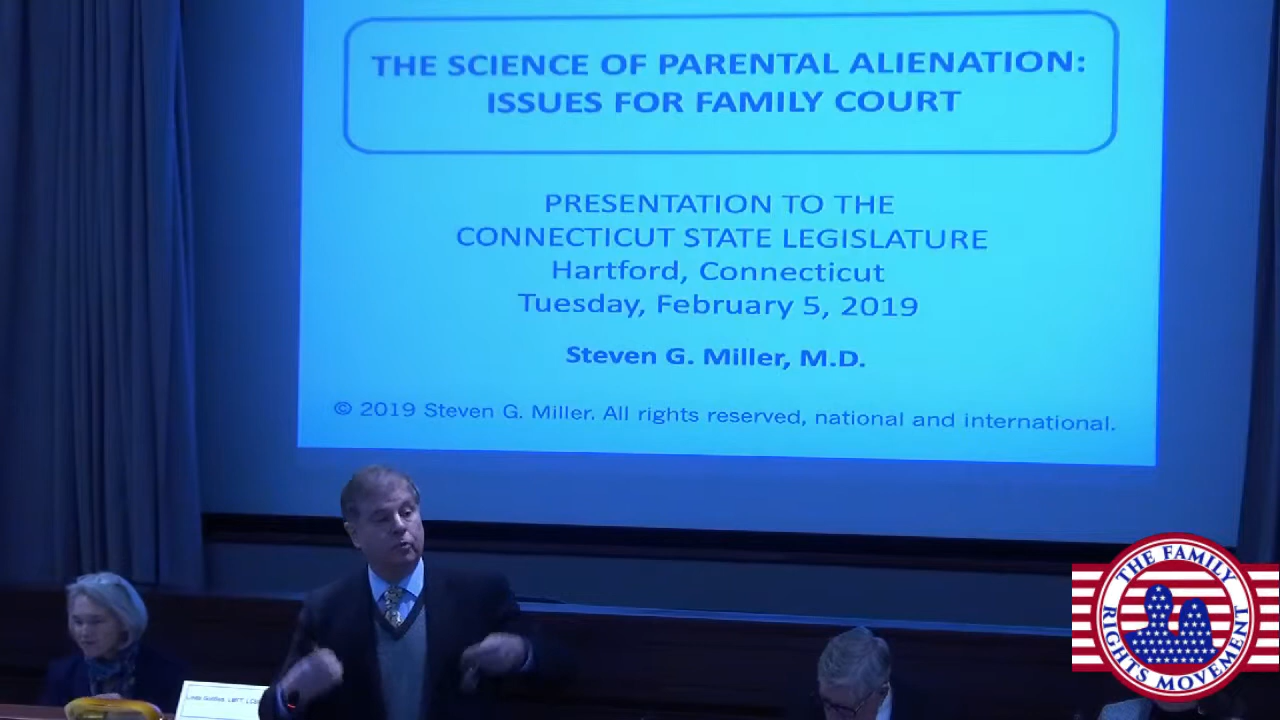 THE SCIENCE OF PARENTAL ALIENATION:
ISSUES FOR FAMILY COURT
PRESENTATION TO THE
CONNECTICUT STATE LEGISLATURE
Hartford, Connecticut
Tuesday, February 5, 2019
Steven G. Miller, M.D.
© 2019 Steven G. Miller. All rights reserved, national and international.
THE FAMILY
RIGHTS MOVEMENT